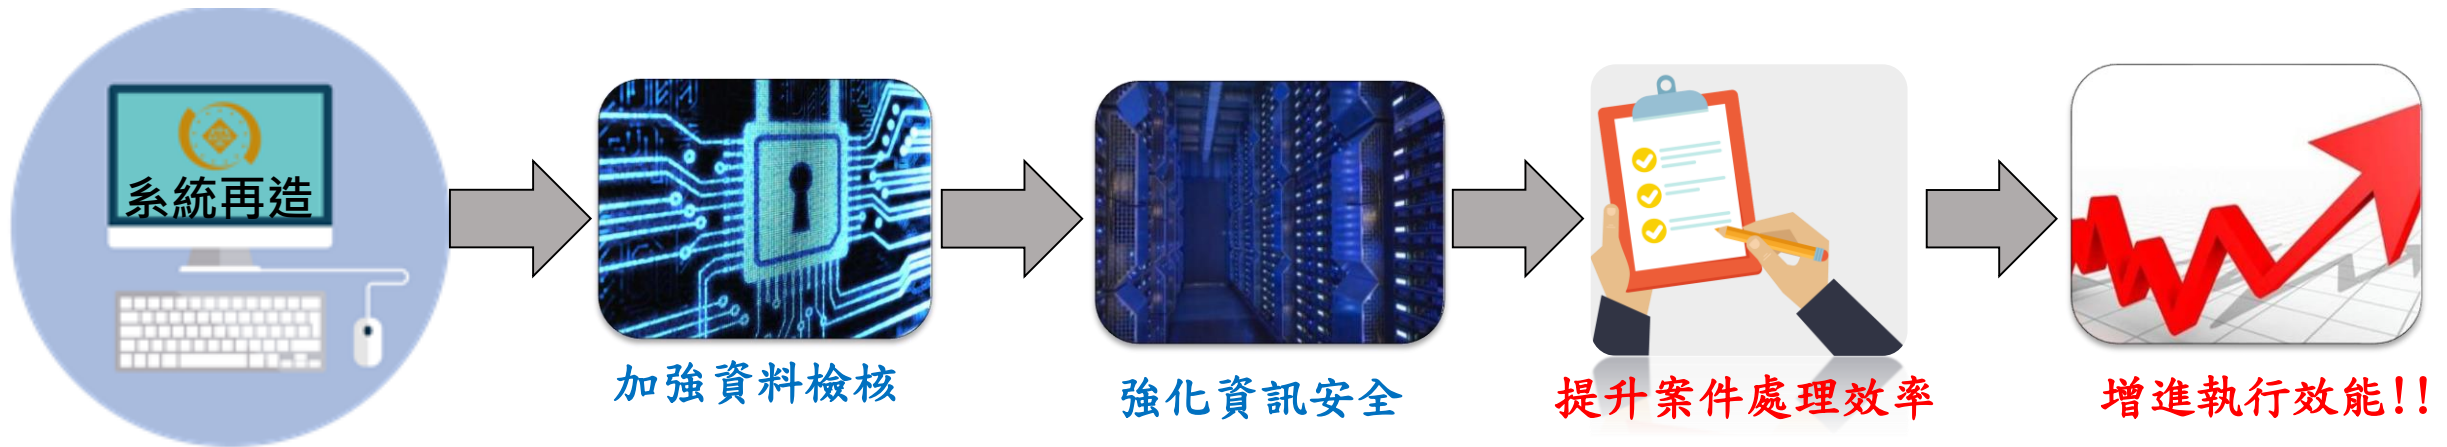 系統再造
加強資料檢核
強化資訊安全
提升案件處理效率
增進執行效能!!